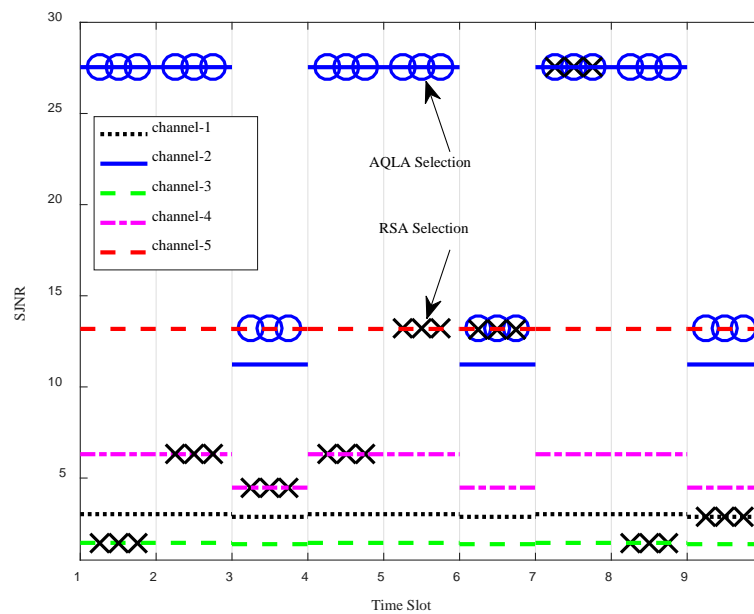 30
25
20
15
10
5
SJNR
channel-1
channel-2
channel-3
channel-4
channel-5
AQLA Selection
RSA Selection
1 2 3 4 5 6 7 8 9
Time Slot